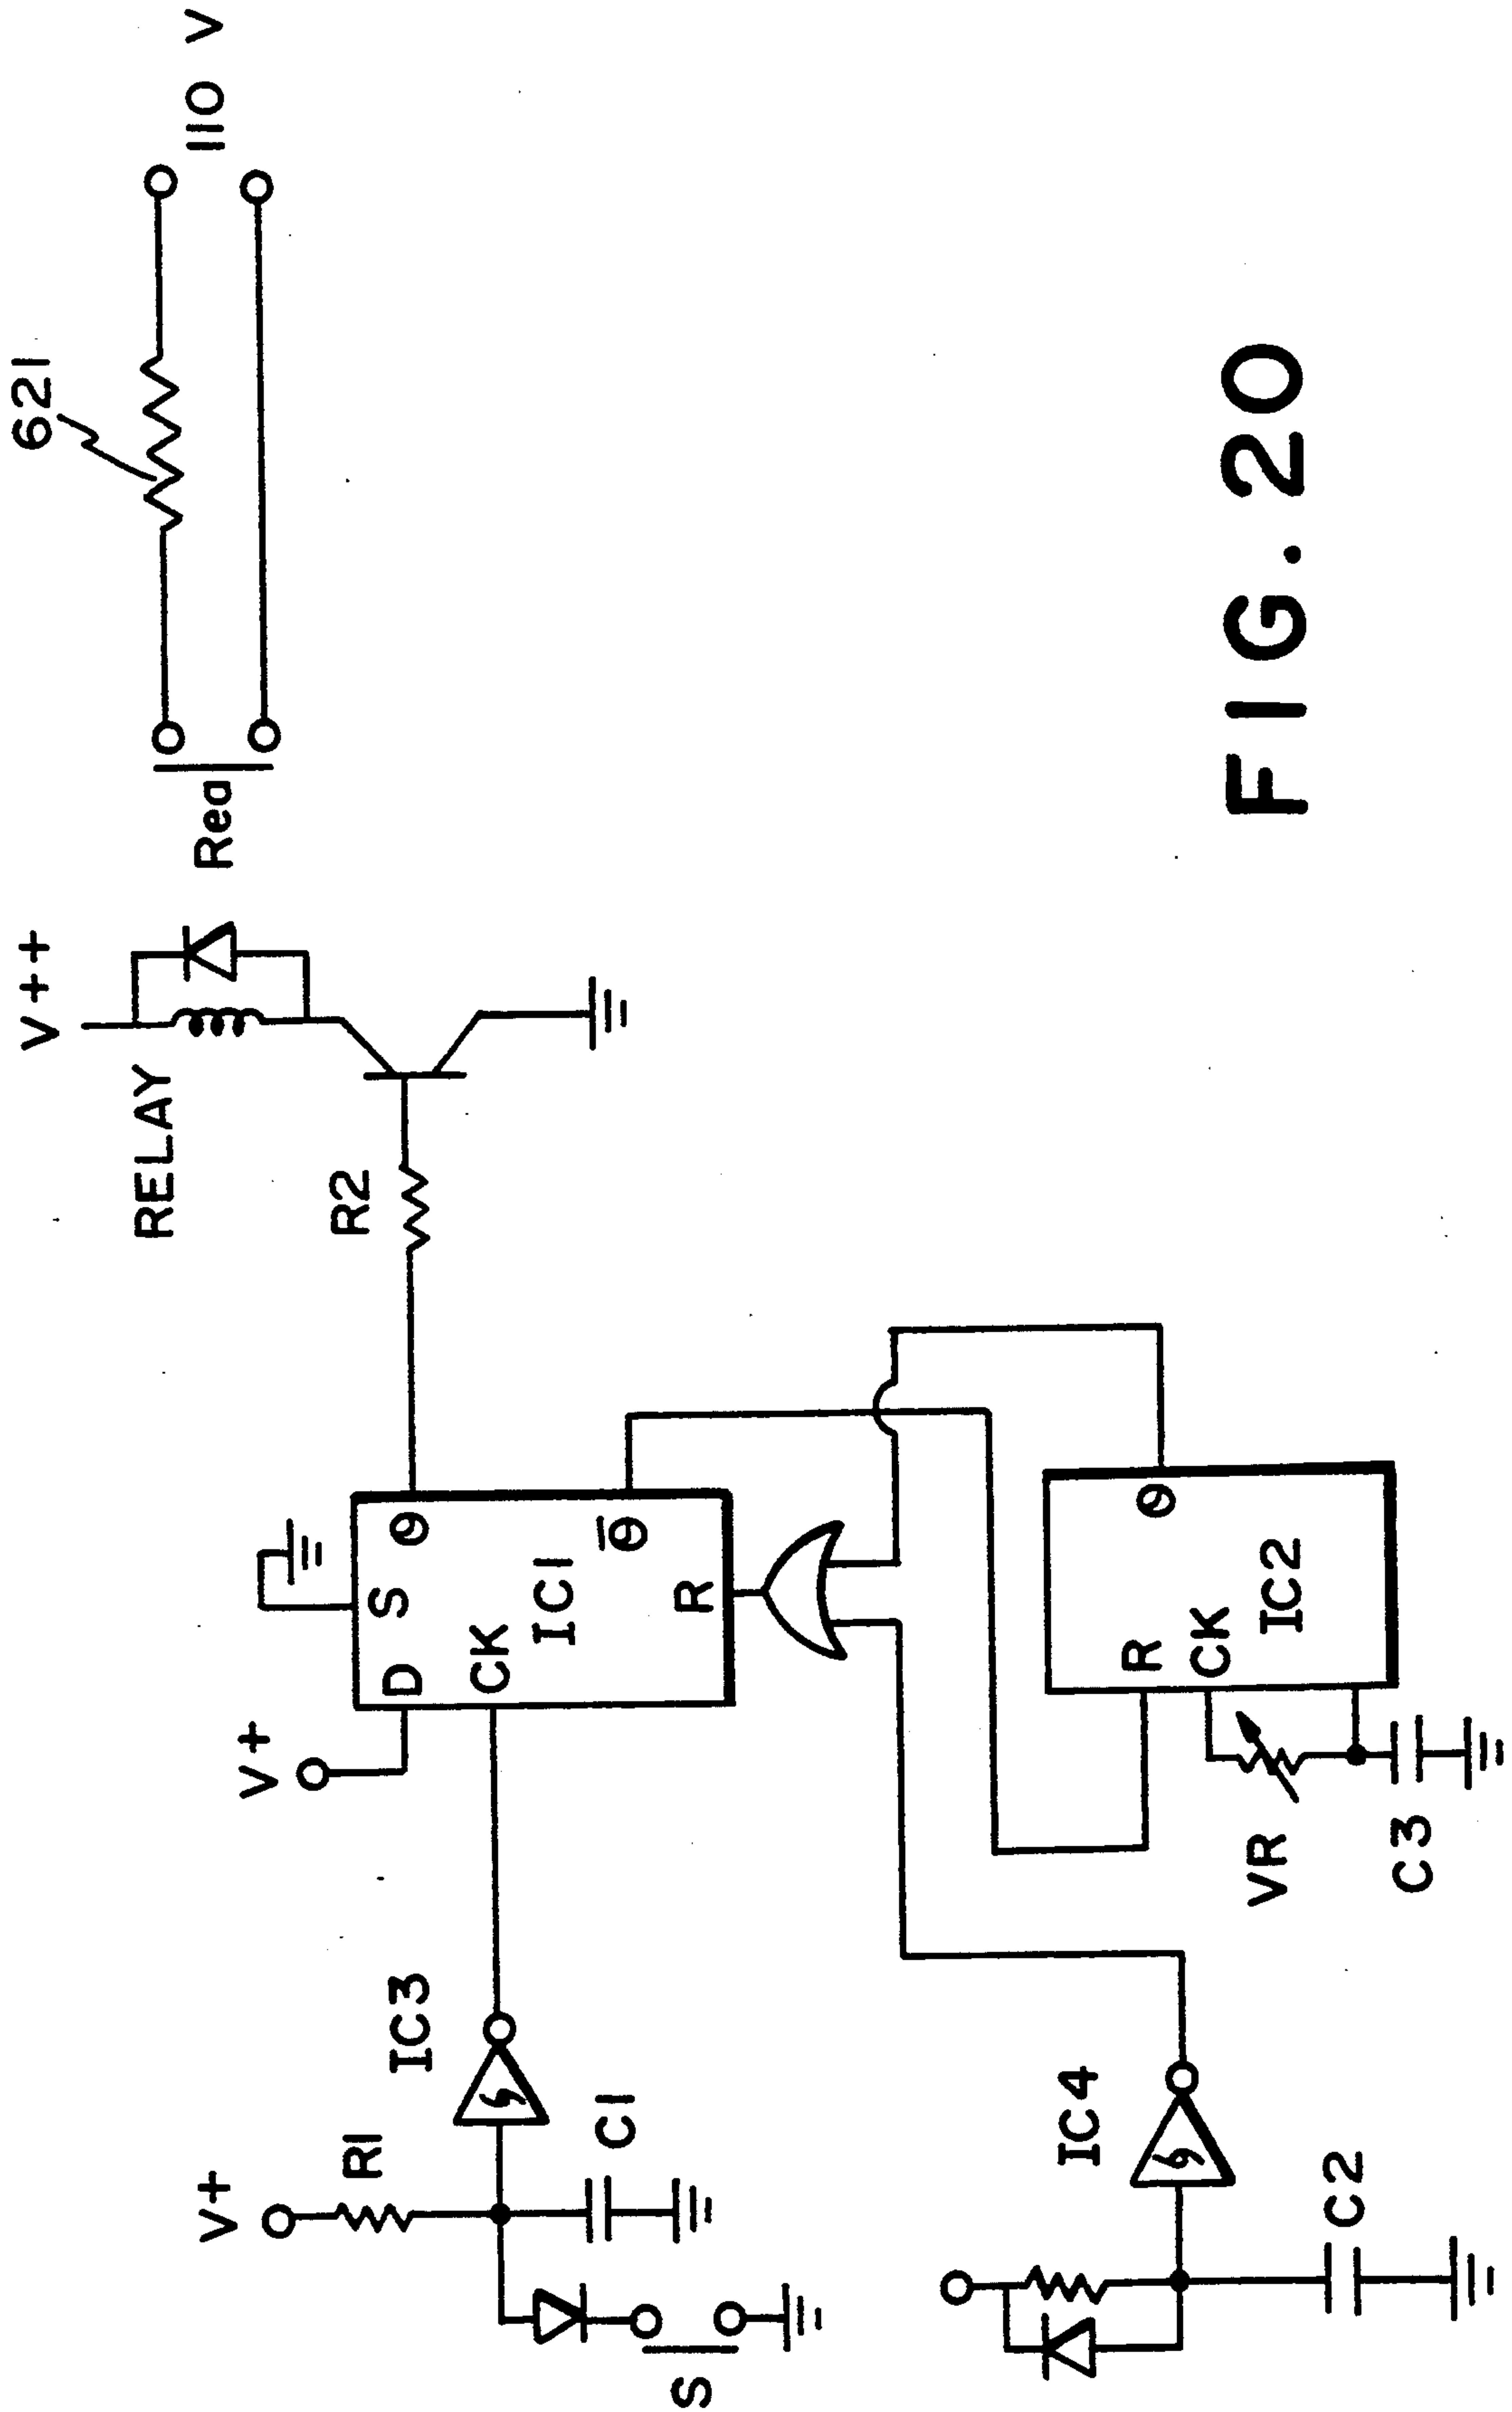 621
110 V
V++
RELAY
Rea
R2
V+
D
S
Θ
CK
IC1
Θ̅
R
V+
R1
IC3
C1
S
IC4
C2
R
CK
Θ
IC2
VR
C3
FIG. 20